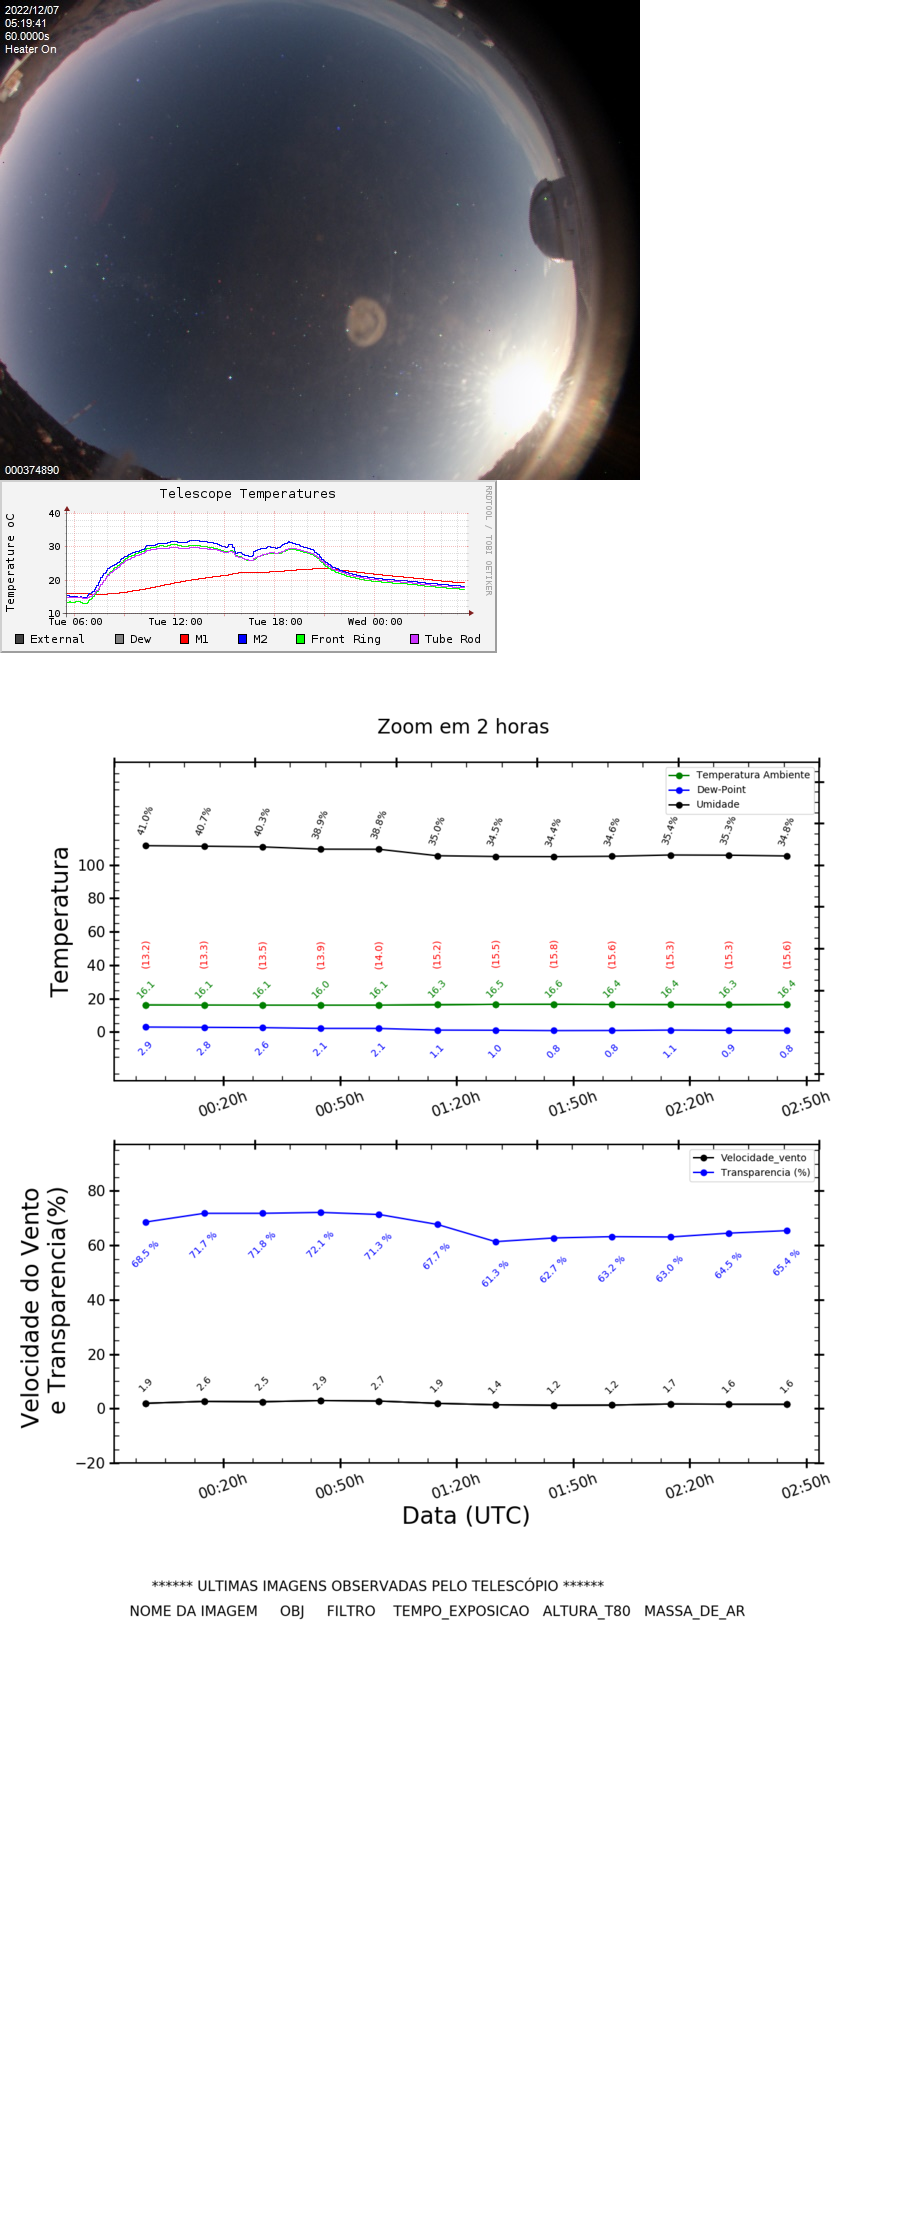 2022/12/07
05:19:41
60.0000s
Heater On
000374890
Telescope Temperatures
RRDTOOL / TOBI OETIKER
Temperature oC
40
30
20
10
Tue 06:00 Tue 12:00 Tue 18:00 Wed 00:00
External Dew M1 M2 Front Ring Tube Rod
Zoom em 2 horas
Temperatura Ambiente
Dew-Point
Umidade
41.0% 40.7% 40.3% 38.9% 38.8% 35.0% 34.5% 34.4% 34.6% 35.4% 35.3% 34.8%
Temperatura
100
80
60
40
20
0
(13.2) (13.3) (13.5) (13.9) (14.0) (15.2) (15.5) (15.8) (15.6) (15.3) (15.3) (15.6)
16.1 16.1 16.1 16.0 16.1 16.3 16.5 16.6 16.4 16.4 16.3 16.4
2.9 2.8 2.6 2.1 2.1 1.1 1.0 0.8 0.8 1.1 0.9 0.8
00:20h 00:50h 01:20h 01:50h 02:20h 02:50h
Velocidade_vento
Transparencia (%)
Velocidade do Vento
e Transparencia(%)
80
60
40
20
0
−20
68.5 % 71.7 % 71.8 % 72.1 % 71.3 % 67.7 % 61.3 % 62.7 % 63.2 % 63.0 % 64.5 % 65.4 %
1.9 2.6 2.5 2.9 2.7 1.9 1.4 1.2 1.2 1.7 1.6 1.6
00:20h 00:50h 01:20h 01:50h 02:20h 02:50h
Data (UTC)
****** ULTIMAS IMAGENS OBSERVADAS PELO TELESCÓPIO ******
NOME DA IMAGEM OBJ FILTRO TEMPO_EXPOSICAO ALTURA_T80 MASSA_DE_AR